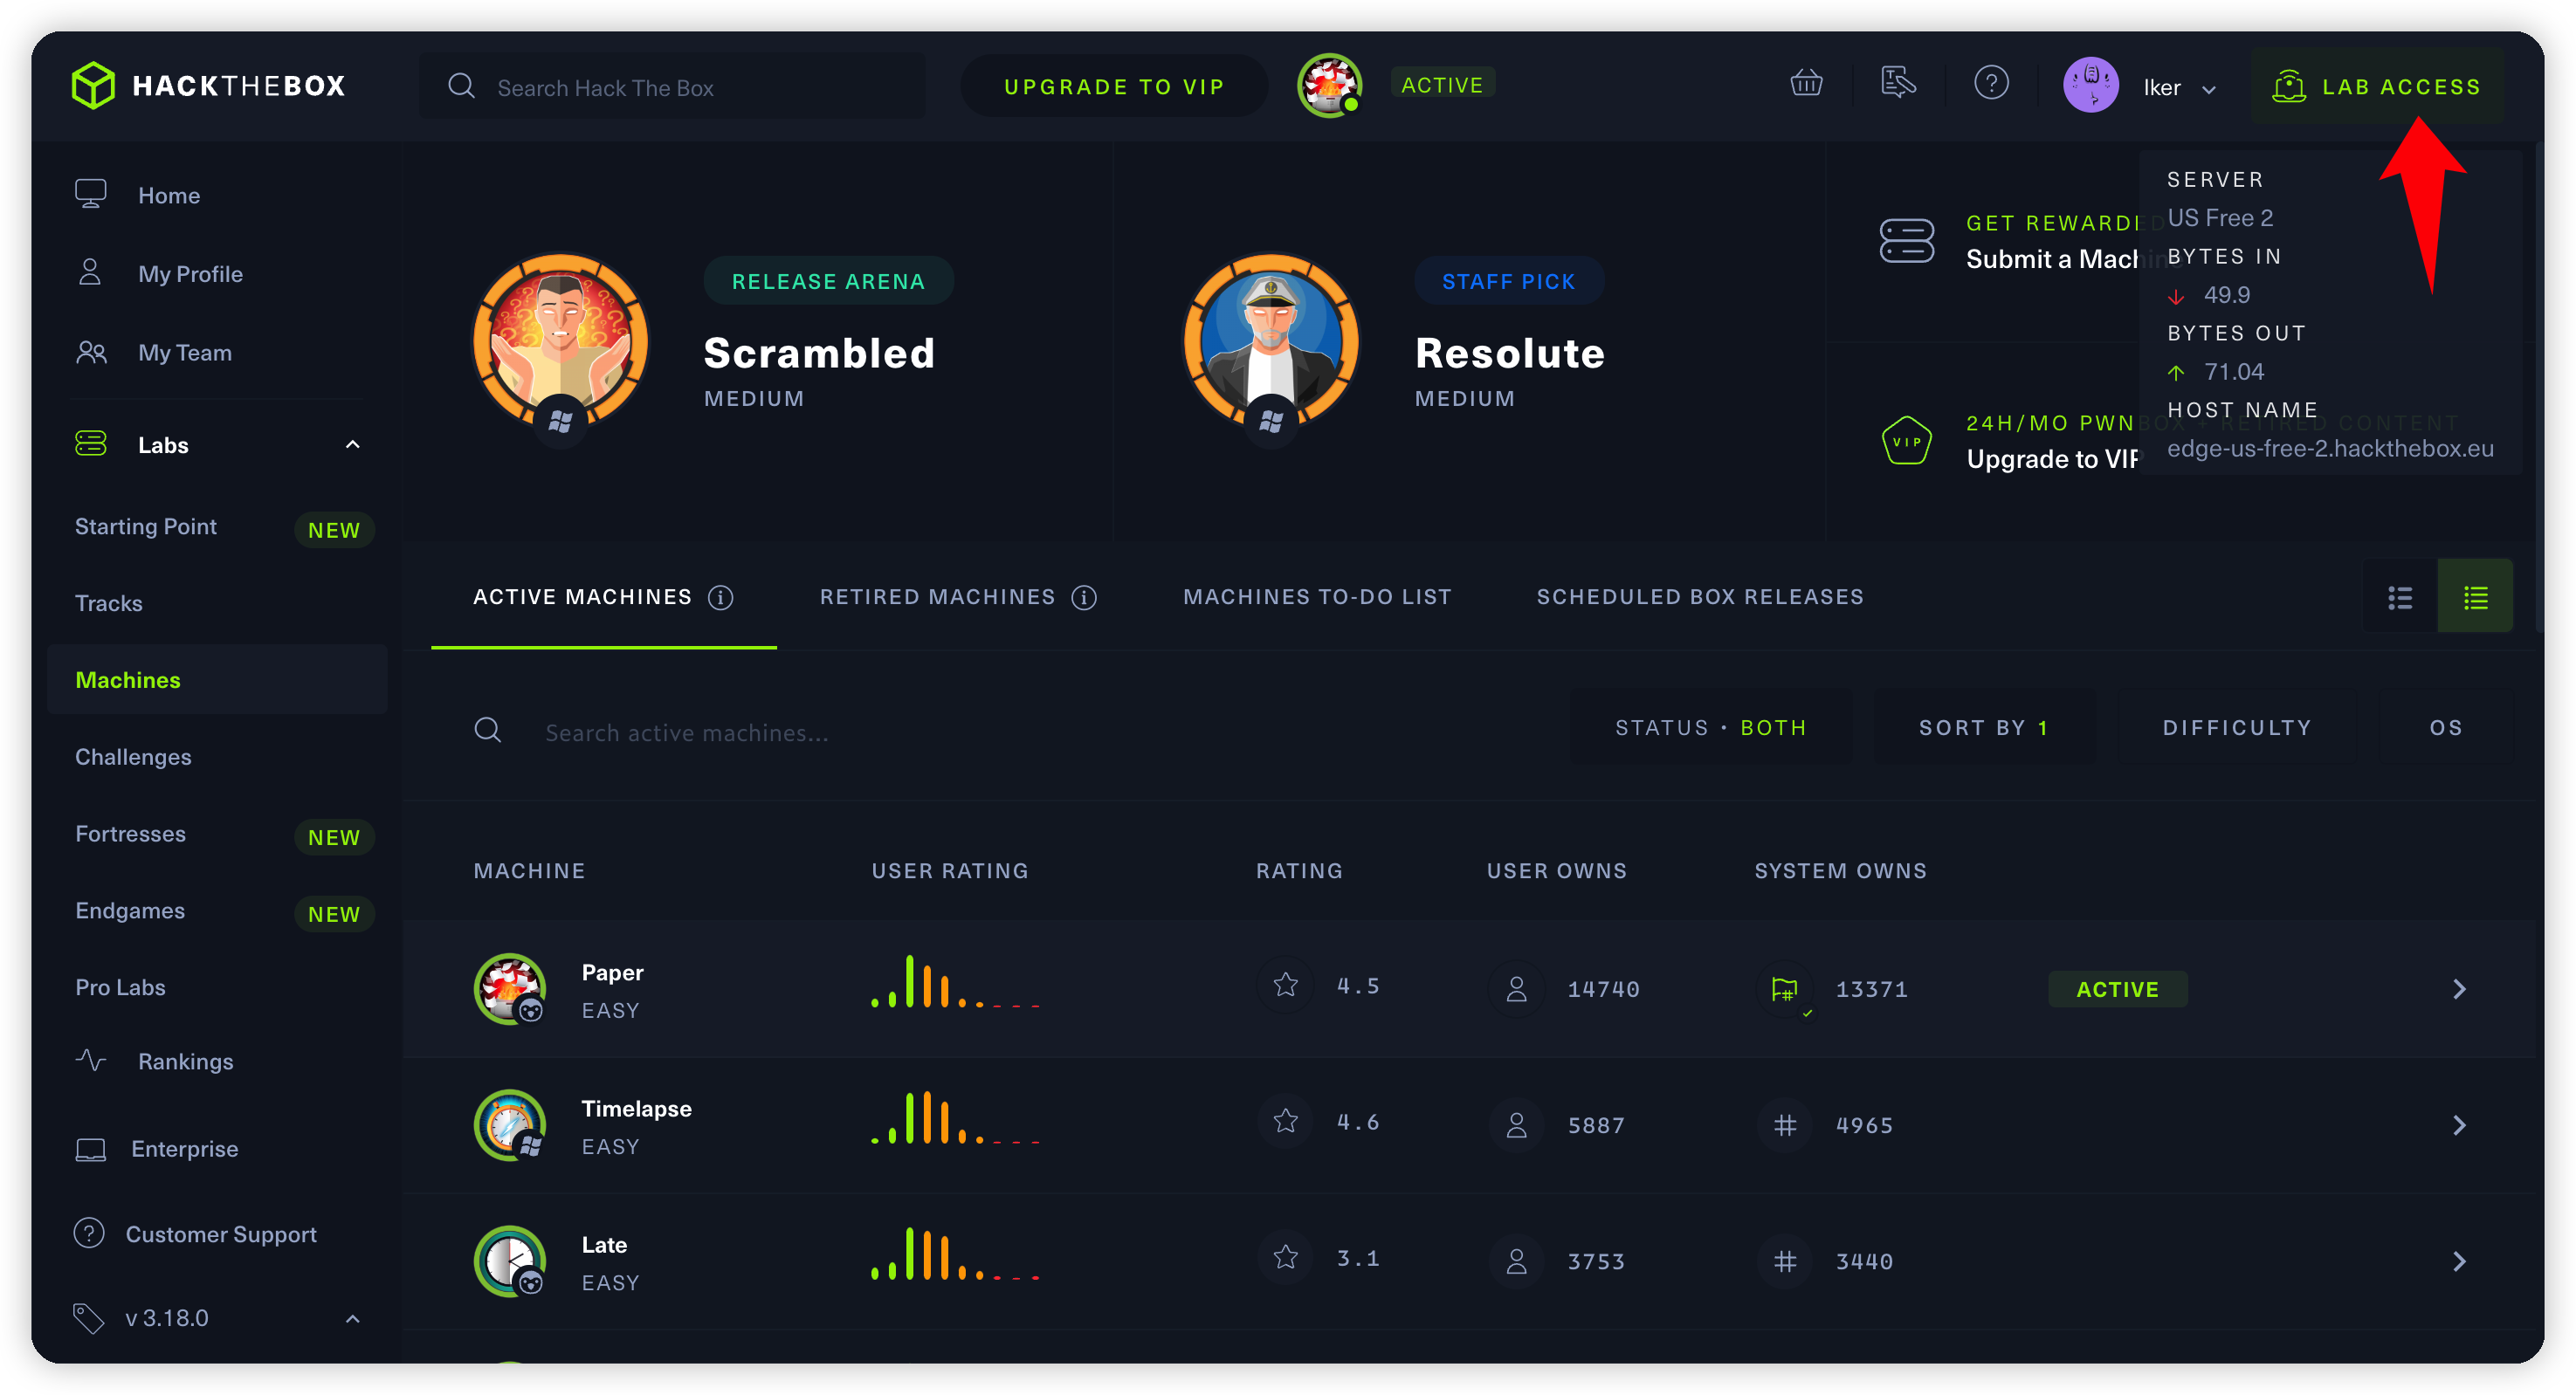 HACKTHEBOX
Search Hack The Box
UPGRADE TO VIP
ACTIVE
Iker
LAB ACCESS
Home
My Profile
My Team
Labs
Starting Point
NEW
Tracks
Machines
Challenges
Fortresses
NEW
Endgames
NEW
Pro Labs
Rankings
Enterprise
Customer Support
v 3.18.0
RELEASE ARENA
Scrambled
MEDIUM
STAFF PICK
Resolute
MEDIUM
GET REWARDED
Submit a Machine
VIP
24H/MO PWNBOX + RETIRED CONTENT
Upgrade to VIP
SERVER
US Free 2
BYTES IN
49.9
BYTES OUT
71.04
HOST NAME
edge-us-free-2.hackthebox.eu
ACTIVE MACHINES
RETIRED MACHINES
MACHINES TO-DO LIST
SCHEDULED BOX RELEASES
Search active machines...
STATUS • BOTH
SORT BY 1
DIFFICULTY
OS
MACHINE USER RATING RATING USER OWNS SYSTEM OWNS
Paper
EASY
4.5 14740 13371 ACTIVE
Timelapse
EASY
4.6 5887 4965
Late
EASY
3.1 3753 3440